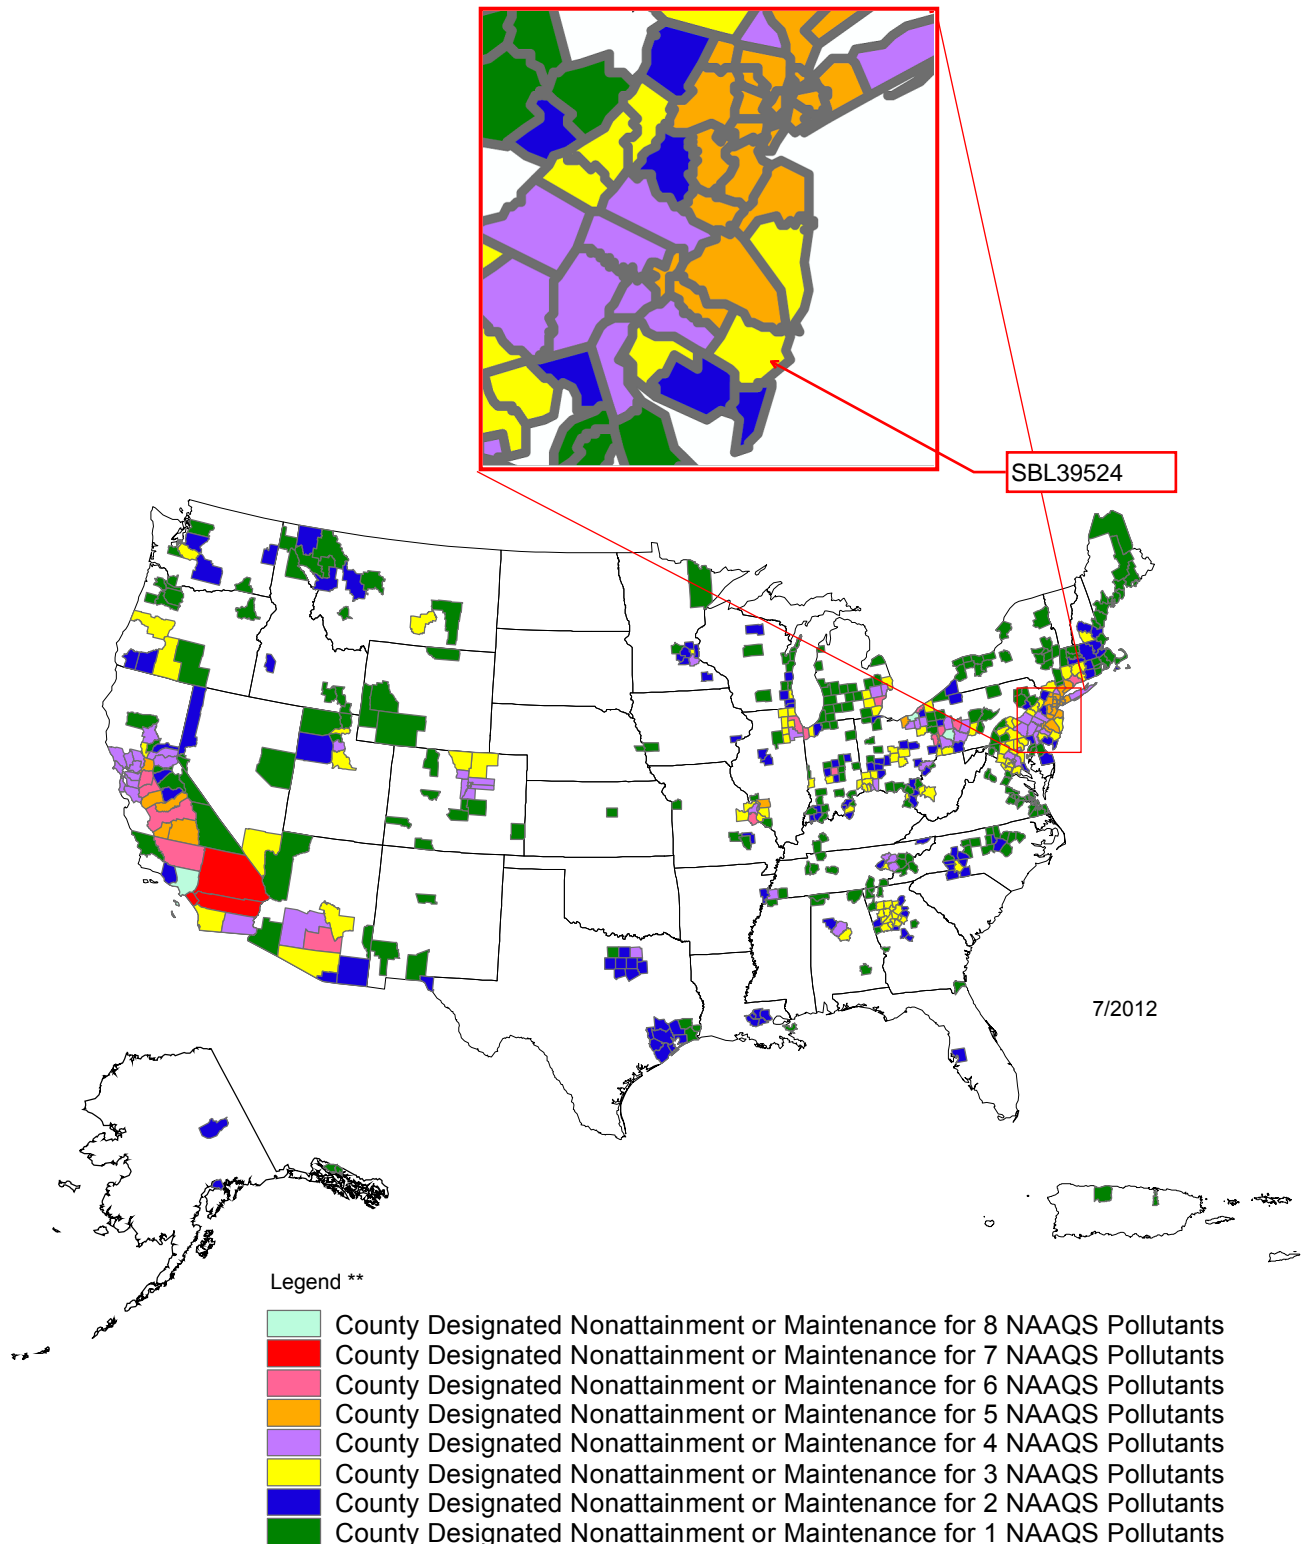 SBL39524
7/2012
Legend **
County Designated Nonattainment or Maintenance for 8 NAAQS Pollutants
County Designated Nonattainment or Maintenance for 7 NAAQS Pollutants
County Designated Nonattainment or Maintenance for 6 NAAQS Pollutants
County Designated Nonattainment or Maintenance for 5 NAAQS Pollutants
County Designated Nonattainment or Maintenance for 4 NAAQS Pollutants
County Designated Nonattainment or Maintenance for 3 NAAQS Pollutants
County Designated Nonattainment or Maintenance for 2 NAAQS Pollutants
County Designated Nonattainment or Maintenance for 1 NAAQS Pollutants